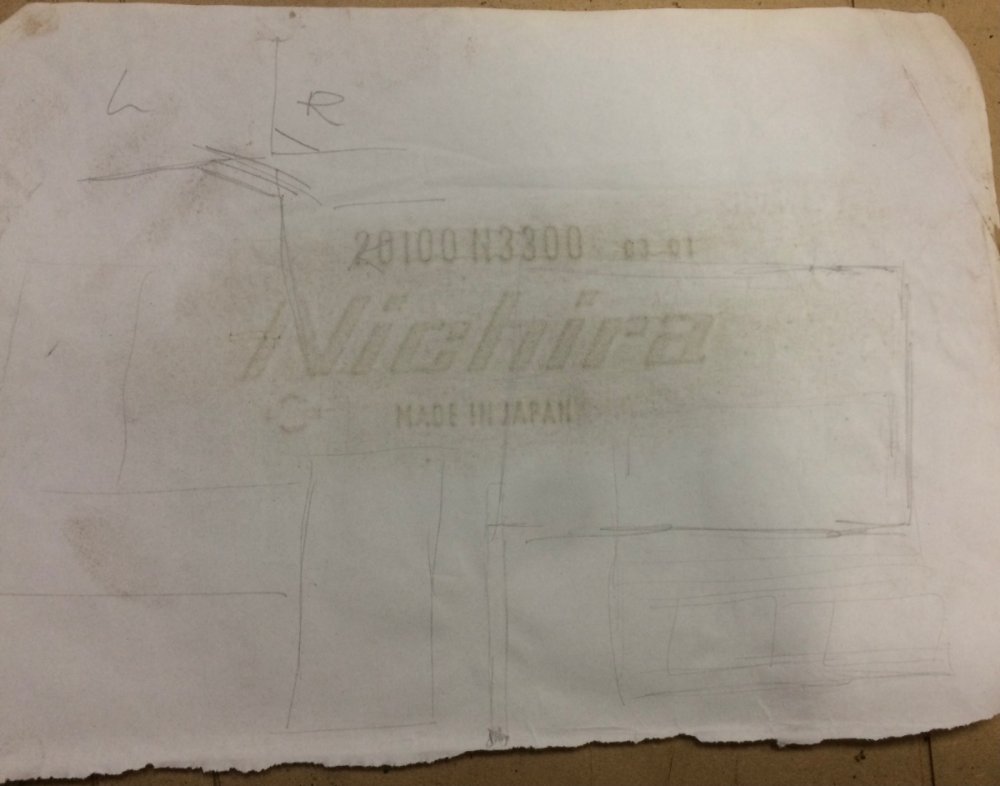 L R
20100 H3300 03-01
Nichira
MADE IN JAPAN